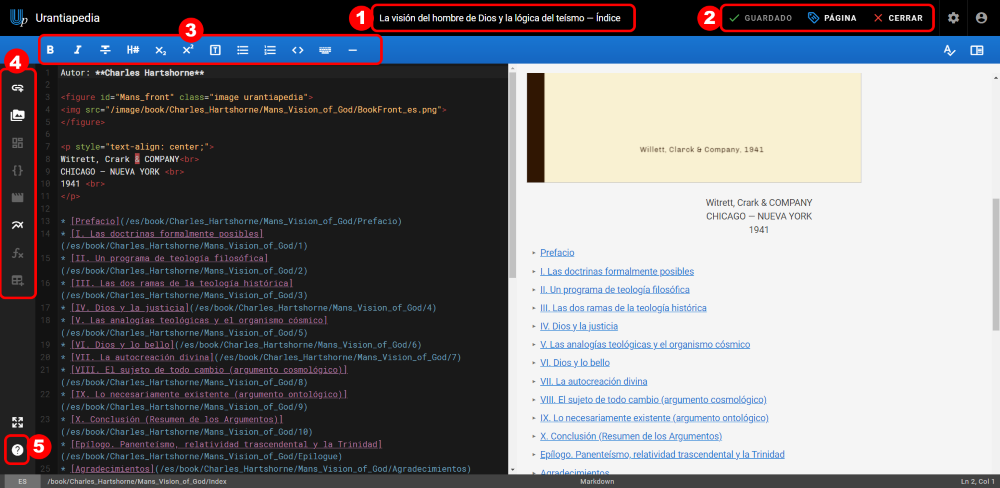 Urantiapedia
1
La visión del hombre de Dios y la lógica del teísmo — Índice
2
GUARDADO
PÁGINA
CERRAR
3
B I S H# X₂ X² T <>
4
1 Autor: **Charles Hartshorne**
2
3 <figure id="Mans_front" class="image urantiapedia">
4 <img src="/image/book/Charles_Hartshorne/Mans_Vision_of_God/BookFront_es.png">
5 </figure>
6
7 <p style="text-align: center;">
8 Witrett, Crark & COMPANY<br>
9 CHICAGO — NUEVA YORK <br>
10 1941 <br>
11 </p>
12
13 * [Prefacio](/es/book/Charles_Hartshorne/Mans_Vision_of_God/Prefacio)
14 * [I. Las doctrinas formalmente posibles]
(/es/book/Charles_Hartshorne/Mans_Vision_of_God/1)
15 * [II. Un programa de teología filosófica]
(/es/book/Charles_Hartshorne/Mans_Vision_of_God/2)
16 * [III. Las dos ramas de la teología histórica]
(/es/book/Charles_Hartshorne/Mans_Vision_of_God/3)
17 * [IV. Dios y la justicia](/es/book/Charles_Hartshorne/Mans_Vision_of_God/4)
18 * [V. Las analogías teológicas y el organismo cósmico]
(/es/book/Charles_Hartshorne/Mans_Vision_of_God/5)
19 * [VI. Dios y lo bello](/es/book/Charles_Hartshorne/Mans_Vision_of_God/6)
20 * [VII. La autocreación divina](/es/book/Charles_Hartshorne/Mans_Vision_of_God/7)
21 * [VIII. El sujeto de todo cambio (argumento cosmológico)]
(/es/book/Charles_Hartshorne/Mans_Vision_of_God/8)
22 * [IX. Lo necesariamente existente (argumento ontológico)]
(/es/book/Charles_Hartshorne/Mans_Vision_of_God/9)
23 * [X. Conclusión (Resumen de los Argumentos)]
(/es/book/Charles_Hartshorne/Mans_Vision_of_God/10)
24 * [Epílogo. Panenteísmo, relatividad trascendental y la Trinidad]
(/es/book/Charles_Hartshorne/Mans_Vision_of_God/Epilogue)
25 * [Agradecimientos](/es/book/Charles_Hartshorne/Mans_Vision_of_God/Agradecimientos)
5
Willett, Clarck & Company, 1941
Witrett, Crark & COMPANY
CHICAGO — NUEVA YORK
1941
Prefacio
I. Las doctrinas formalmente posibles
II. Un programa de teología filosófica
III. Las dos ramas de la teología histórica
IV. Dios y la justicia
V. Las analogías teológicas y el organismo cósmico
VI. Dios y lo bello
VII. La autocreación divina
VIII. El sujeto de todo cambio (argumento cosmológico)
IX. Lo necesariamente existente (argumento ontológico)
X. Conclusión (Resumen de los Argumentos)
Epílogo. Panenteísmo, relatividad trascendental y la Trinidad
Agradecimientos
ES /book/Charles_Hartshorne/Mans_Vision_of_God/Index Markdown Ln 2, Col 1